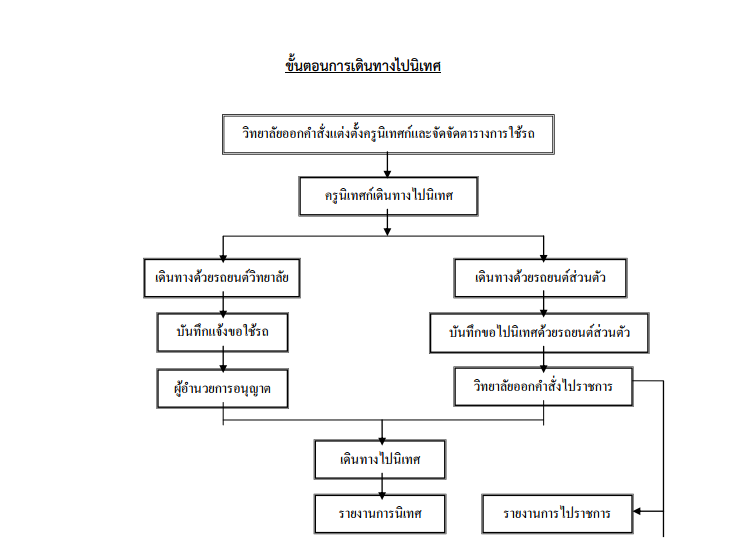 ขั้นตอนการเดินทางไปนิเทศ
วิทยาลัยออกคำสั่งแต่งตั้งครูนิเทศก์และจัดจัดตารางการใช้รถ
ครูนิเทศก์เดินทางไปนิเทศ
เดินทางด้วยรถยนต์วิทยาลัย
เดินทางด้วยรถยนต์ส่วนตัว
บันทึกแจ้งขอใช้รถ
บันทึกขอไปนิเทศด้วยรถยนต์ส่วนตัว
ผู้อำนวยการอนุญาต
วิทยาลัยออกคำสั่งไปราชการ
เดินทางไปนิเทศ
รายงานการนิเทศ
รายงานการไปราชการ